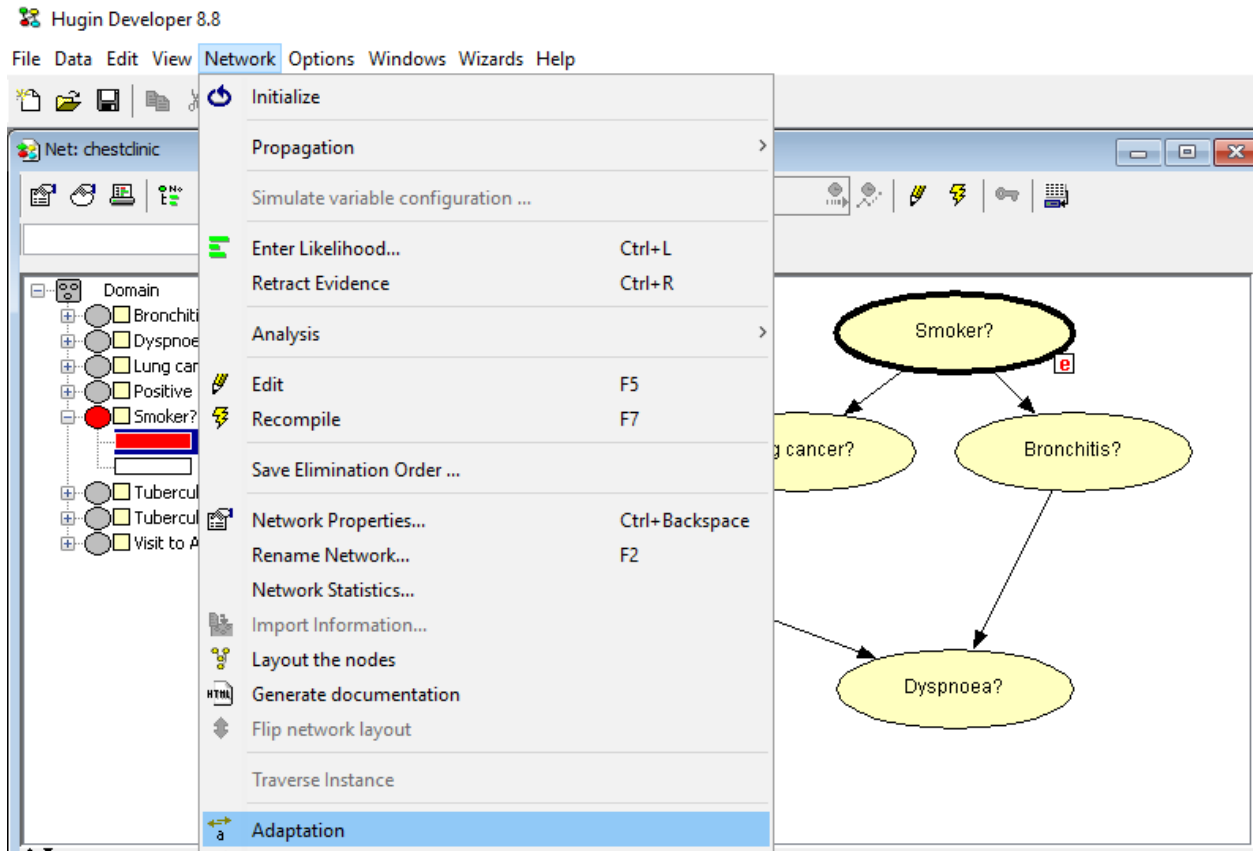 Hugin Developer 8.8
File Data Edit View Network Options Windows Wizards Help
Initialize
Net: chestclinic
Propagation
Simulate variable configuration ...
Enter Likelihood... Ctrl+L
Retract Evidence Ctrl+R
Domain
Bronchiti
Dyspnoe
Lung car
Positive
Smoker?
Tubercul
Tubercul
Visit to A
Analysis
Edit F5
Recompile F7
Save Elimination Order ...
Network Properties... Ctrl+Backspace
Rename Network... F2
Network Statistics...
Import Information...
HTML
Layout the nodes
Generate documentation
Flip network layout
Traverse Instance
a Adaptation
Smoker?
e
g cancer?
Bronchitis?
Dyspnoea?